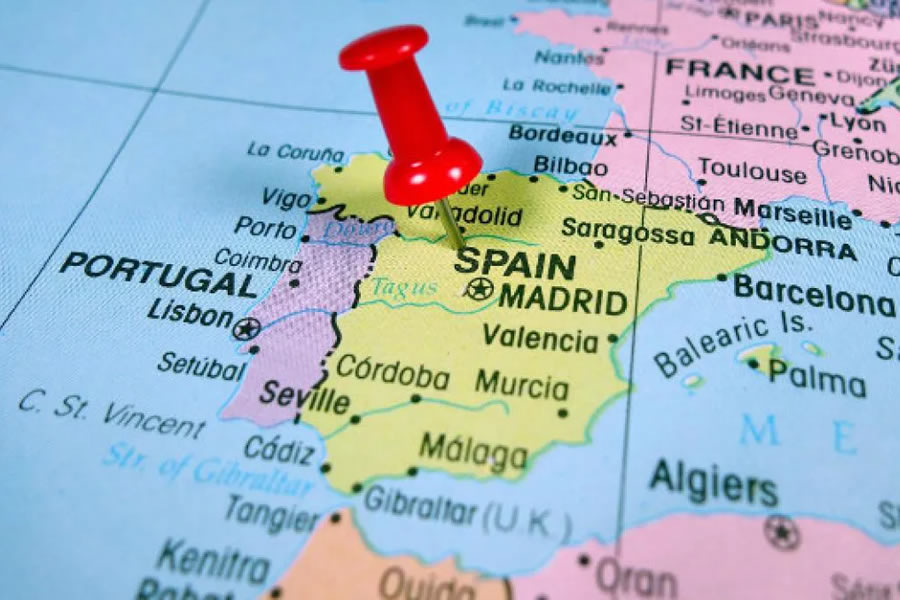 Brest
Rennes
PARIS
Nancy
Strasbourg
Orléans
Loire
Nantes
FRANCE
Dijon
Zür
La Rochelle
Limoges
Geneva
of Biscay
St-Étienne
Lyon
Bordeaux
Grenob
La Coruña
Bilbao
Toulouse
Nic
Vigo
der
San-Sebastián
Marseille
Valladolid
Porto
Douro
Saragossa
ANDORRA
Coimbra
SPAIN
PORTUGAL
Tagus
MADRID
Barcelona
Lisbon
Valencia
Balearic Is.
Setúbal
Córdoba
Murcia
Palma
Seville
C. St. Vincent
M E
Cádiz
Málaga
Str. of Gibraltar
Algiers
Gibraltar (U.K.)
Tangier
Kenitra
Oujda
Oran
Rabat